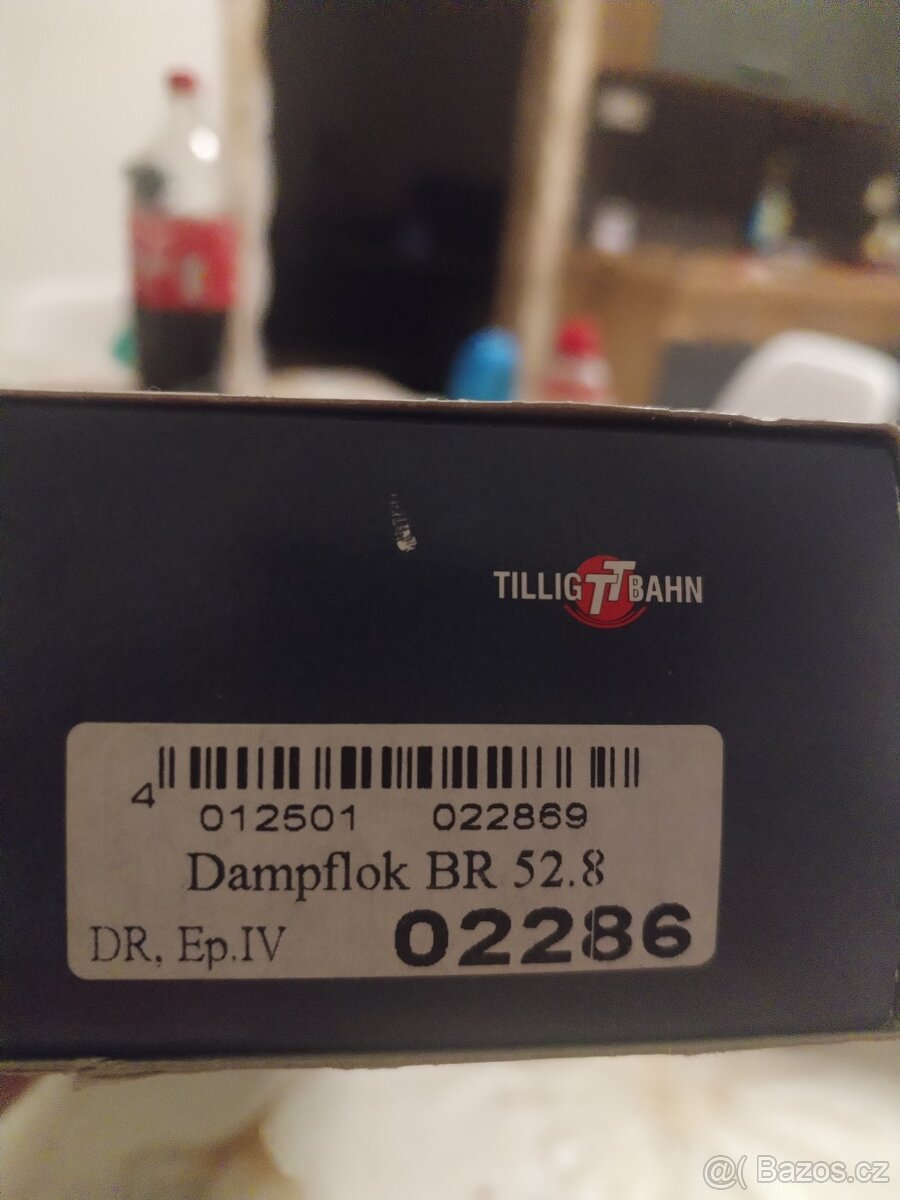 TILLIG TT BAHN
4 012501 022869
Dampflok BR 52.8
DR, Ep.IV 02286
@( Bazos.cz